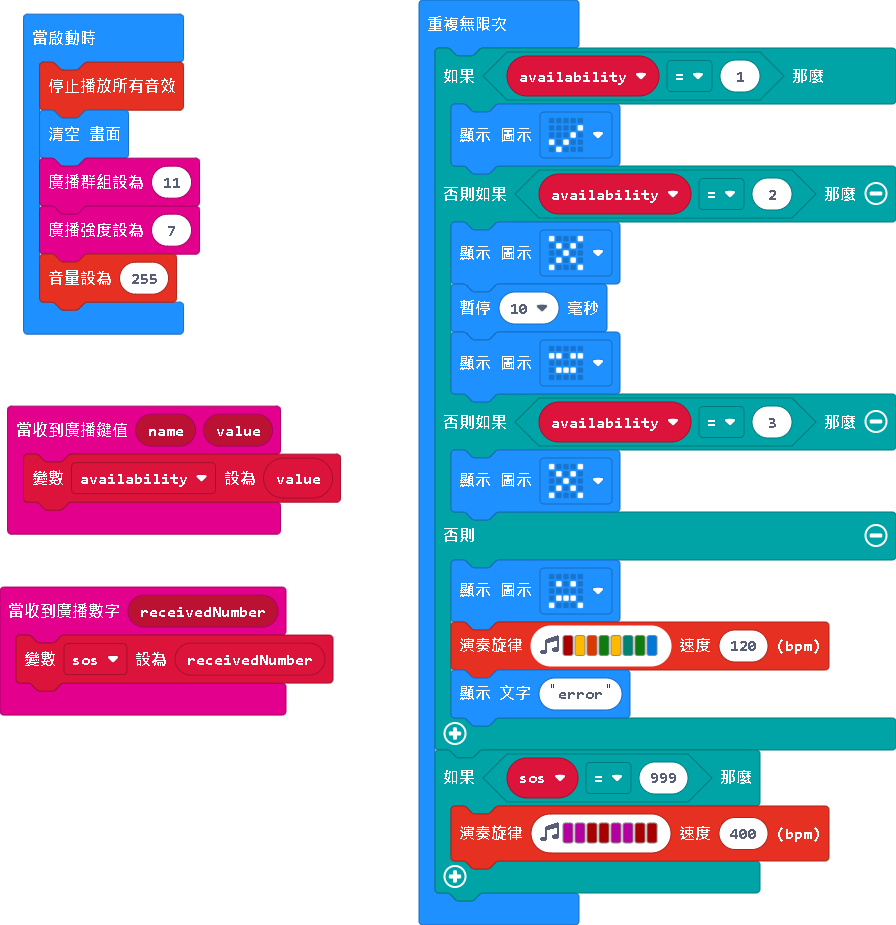 當啟動時
停止播放所有音效
清空 畫面
廣播群組設為 11
廣播強度設為 7
音量設為 255
當收到廣播鍵值 name value
變數 availability 設為 value
當收到廣播數字 receivedNumber
變數 sos 設為 receivedNumber
重複無限次
如果 availability = 1 那麼
顯示 圖示
否則如果 availability = 2 那麼
顯示 圖示
暫停 10 毫秒
顯示 圖示
否則如果 availability = 3 那麼
顯示 圖示
否則
顯示 圖示
演奏旋律 速度 120 (bpm)
顯示 文字 "error"
如果 sos = 999 那麼
演奏旋律 速度 400 (bpm)